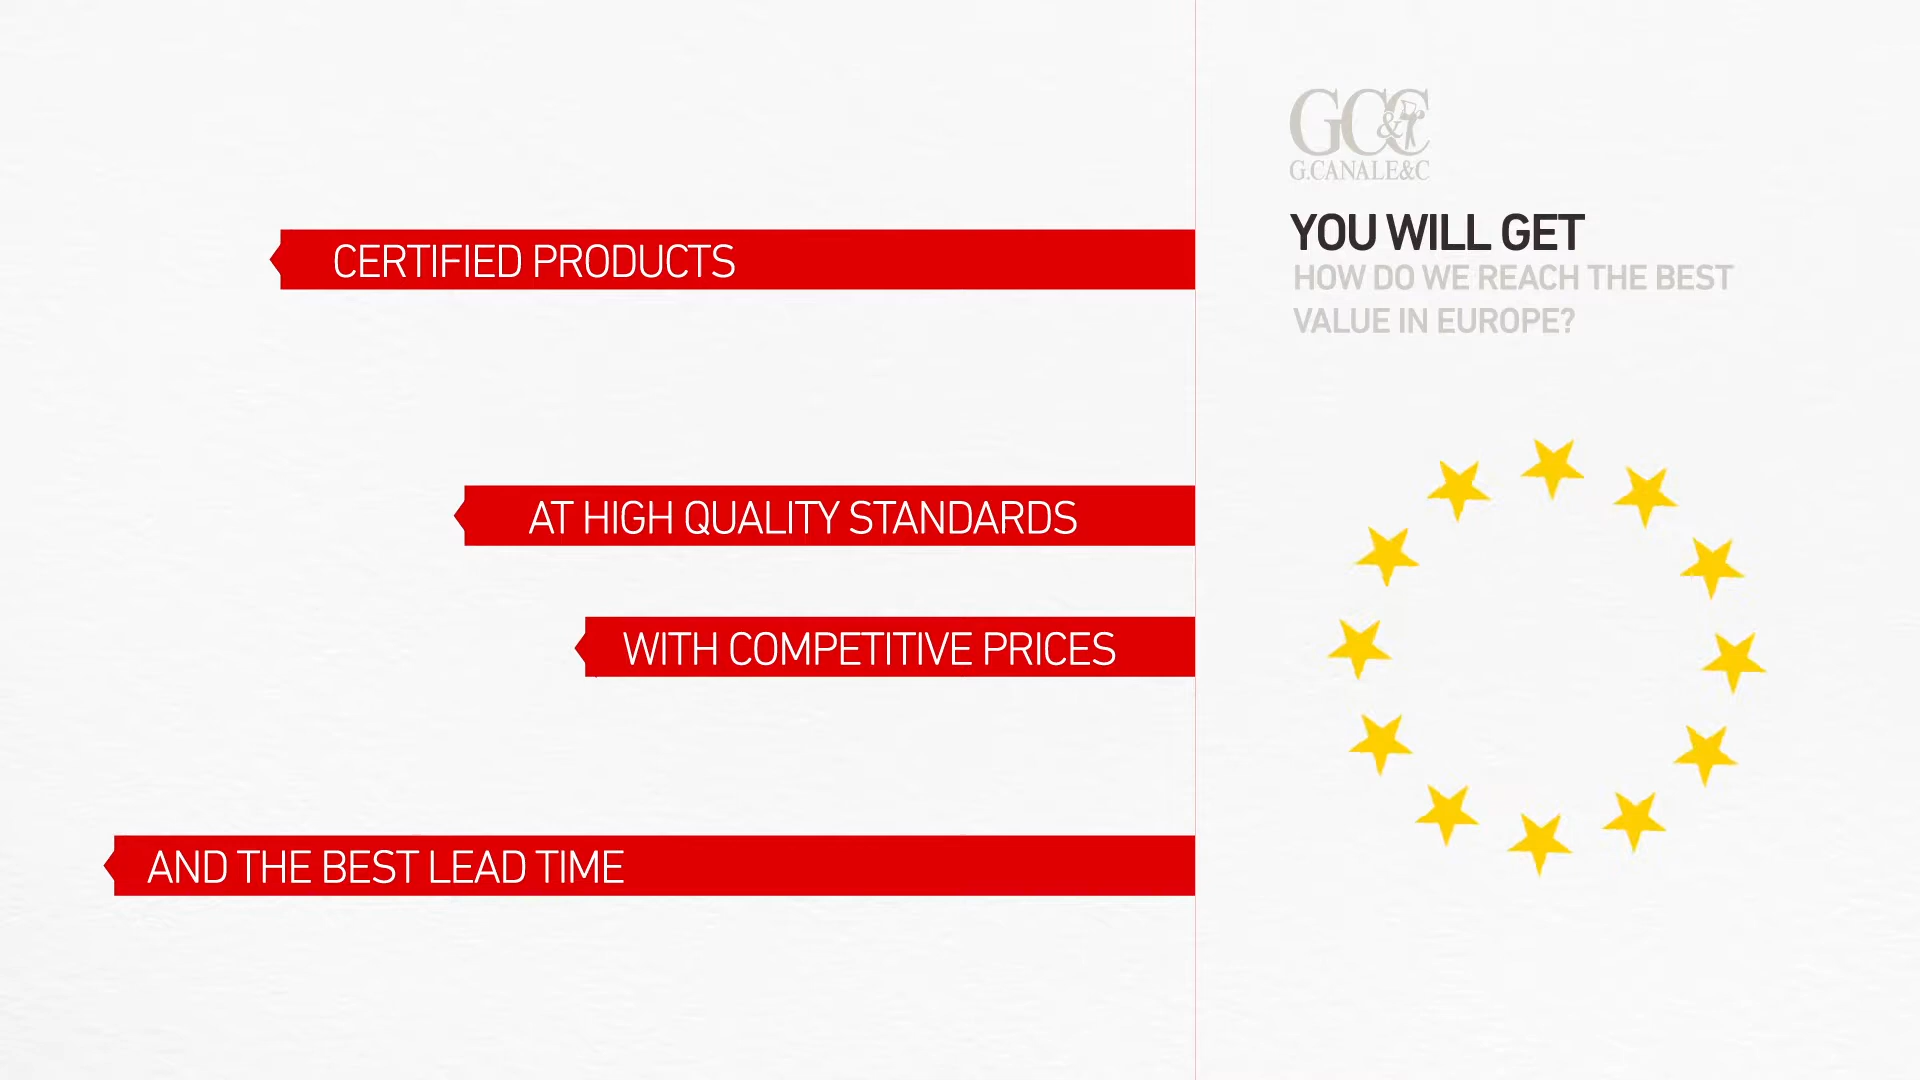 GC&C
G.CANALE&C
YOU WILL GET
HOW DO WE REACH THE BEST
VALUE IN EUROPE?
CERTIFIED PRODUCTS
AT HIGH QUALITY STANDARDS
WITH COMPETITIVE PRICES
AND THE BEST LEAD TIME